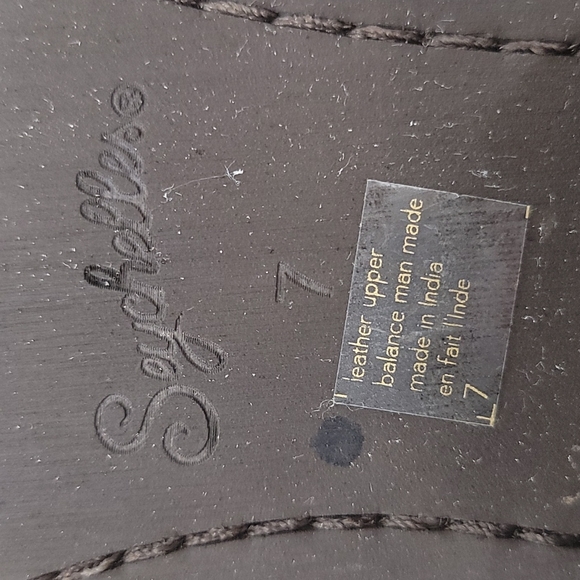 Seychelles®
7
leather upper
balance man made
made in India
en fait l'Inde
7